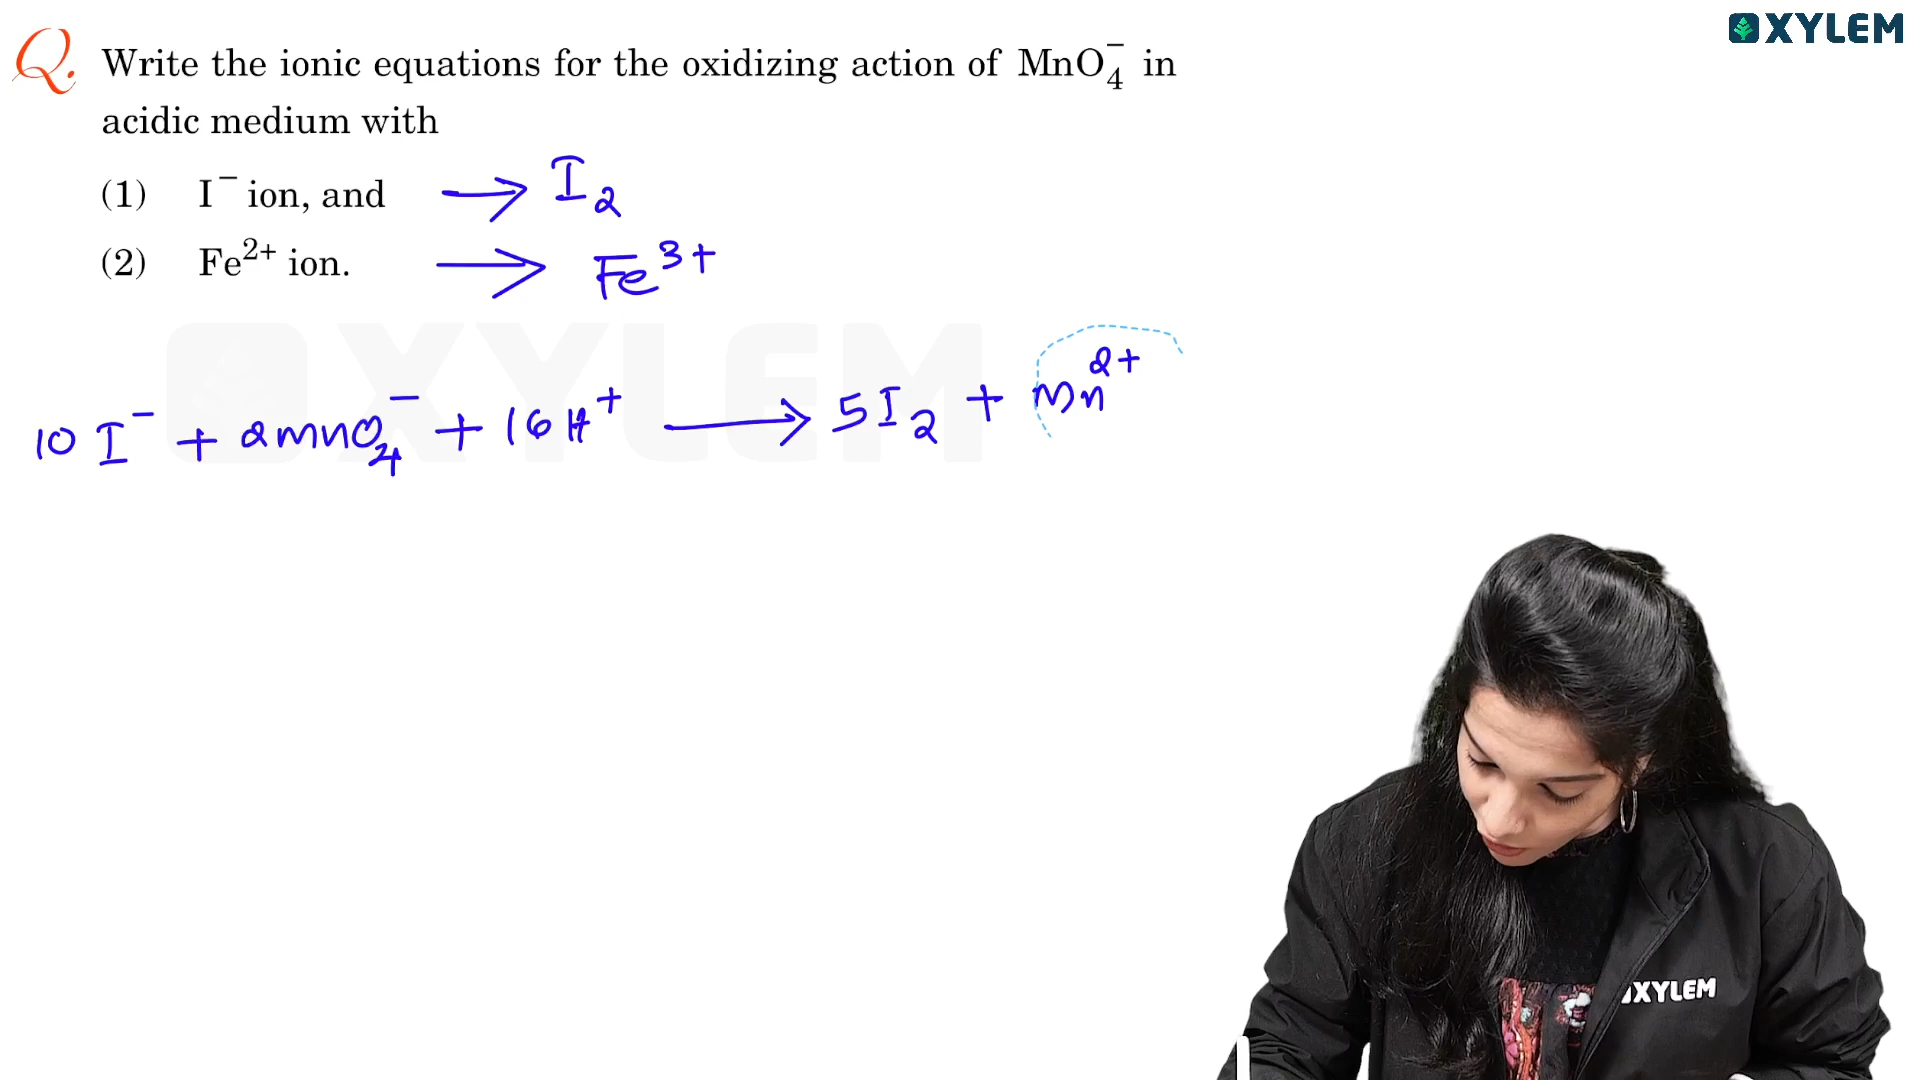 XYLEM
Q. Write the ionic equations for the oxidizing action of MnO₄⁻ in
acidic medium with
(1) I⁻ ion, and → I₂
(2) Fe²⁺ ion. → Fe³⁺
XYLEM
10 I⁻ + 2mnO₄⁻ + 16H⁺ → 5I₂ + Mn²⁺
XYLEM